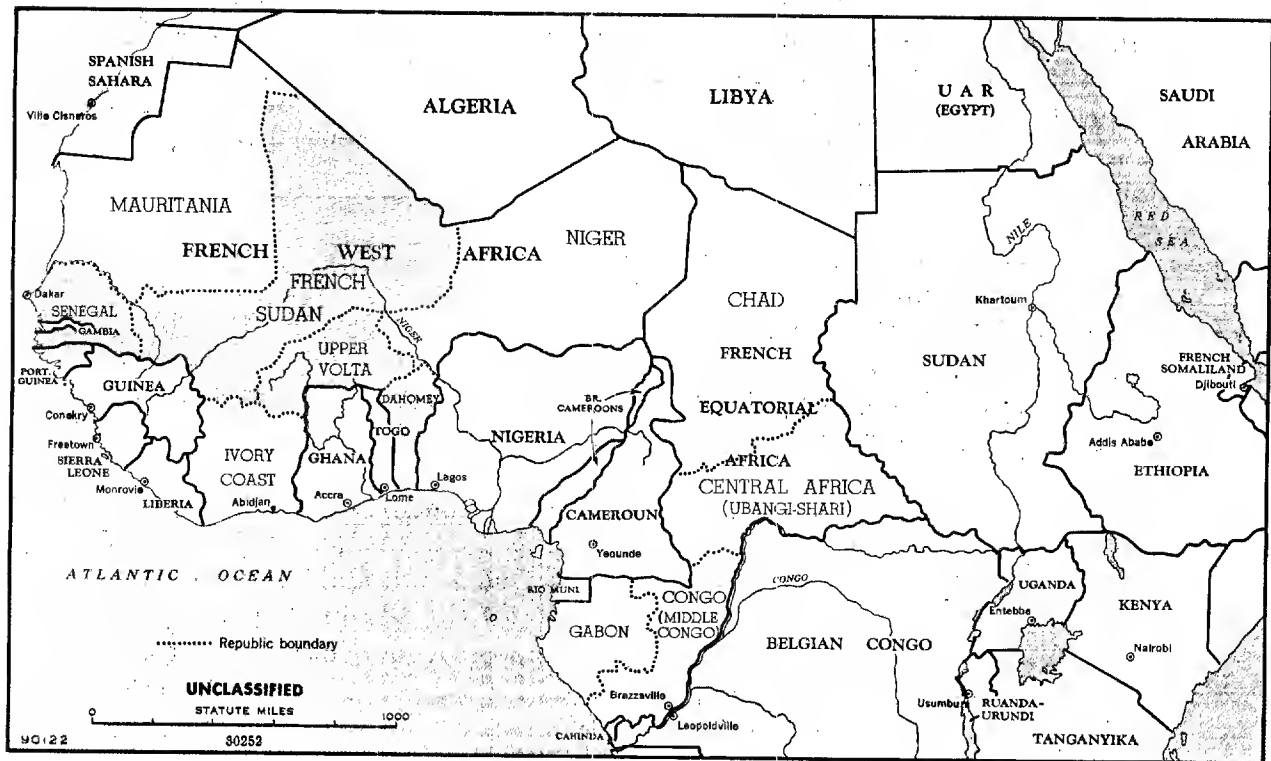 SPANISH
SAHARA
Villa Cisneros
ALGERIA
LIBYA
U A R
(EGYPT)
SAUDI
ARABIA
MAURITANIA
FRENCH
WEST
AFRICA
NIGER
RED
SEA
NILE
FRENCH
SUDAN
Dakar
SENEGAL
GAMBIA
NIGER
CHAD
FRENCH
EQUATORIAL
AFRICA
Khartoum
SUDAN
UPPER
VOLTA
PORT.
GUINEA
GUINEA
DAHOMEY
BR.
CAMEROONS
FRENCH
SOMALILAND
Djibouti
Conakry
Freetown
SIERRA
LEONE
Monrovia
LIBERIA
IVORY
COAST
Abidjan
GHANA
Accra
TOGO
Lome
NIGERIA
Lagos
Addis Ababa
ETHIOPIA
CENTRAL AFRICA
(UBANGI-SHARI)
CAMEROUN
Yaounde
ATLANTIC OCEAN
RIO MUNI
GABON
CONGO
(MIDDLE
CONGO)
CONGO
BELGIAN CONGO
UGANDA
Entebbe
KENYA
Nairobi
Republic boundary
Brazzaville
Leopoldville
CABINDA
Usumbura
RUANDA-
URUNDI
TANGANYIKA
UNCLASSIFIED
STATUTE MILES
0 1000
90122 30252